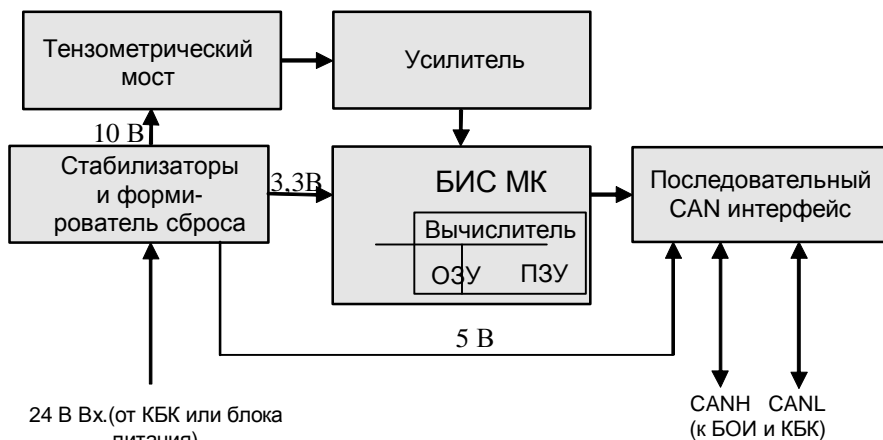 Тензометрический
мост
Усилитель
10 В
Стабилизаторы
и форми-
рователь сброса
3,3В
БИС МК
Вычислитель
ОЗУ ПЗУ
Последовательный
CAN интерфейс
5 В
24 В Вх.(от КБК или блока
питания)
CANH CANL
(к БОИ и КБК)